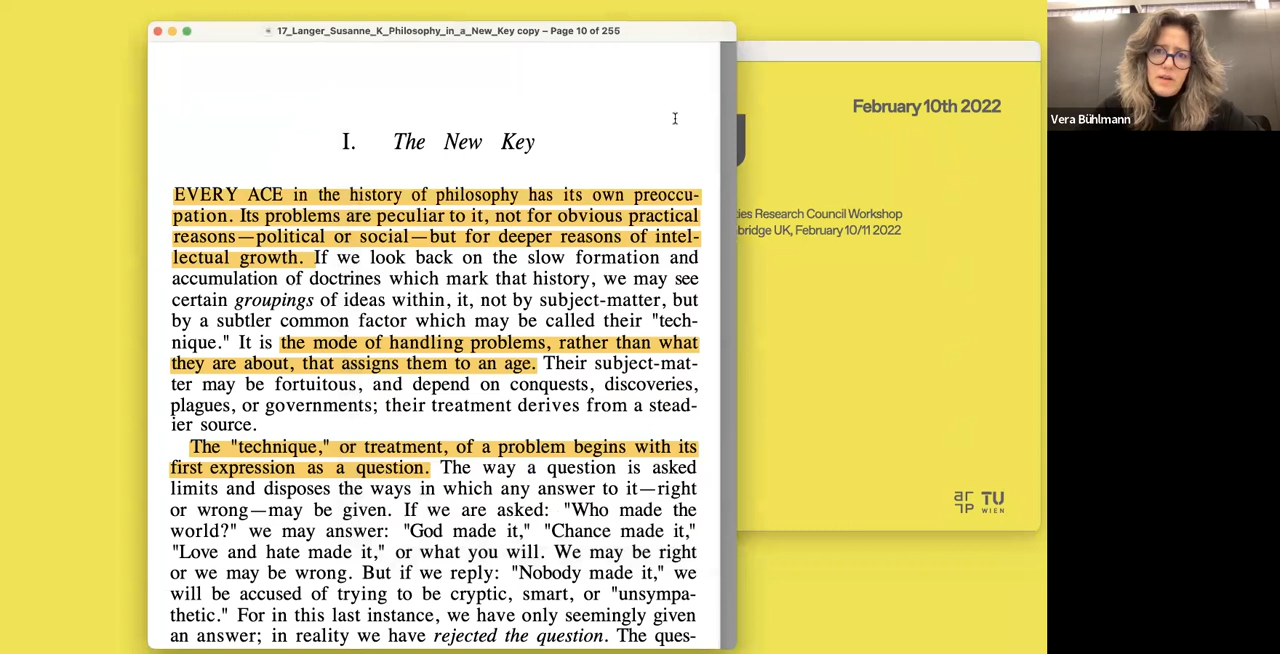 17_Langer_Susanne_K_Philosophy_in_a_New_Key copy – Page 10 of 255
I. The New Key
EVERY ACE in the history of philosophy has its own preoccu-
pation. Its problems are peculiar to it, not for obvious practical
reasons—political or social—but for deeper reasons of intel-
lectual growth. If we look back on the slow formation and
accumulation of doctrines which mark that history, we may see
certain groupings of ideas within, it, not by subject-matter, but
by a subtler common factor which may be called their "tech-
nique." It is the mode of handling problems, rather than what
they are about, that assigns them to an age. Their subject-mat-
ter may be fortuitous, and depend on conquests, discoveries,
plagues, or governments; their treatment derives from a stead-
ier source.
The "technique," or treatment, of a problem begins with its
first expression as a question. The way a question is asked
limits and disposes the ways in which any answer to it—right
or wrong—may be given. If we are asked: "Who made the
world?" we may answer: "God made it," "Chance made it,"
"Love and hate made it," or what you will. We may be right
or we may be wrong. But if we reply: "Nobody made it," we
will be accused of trying to be cryptic, smart, or "unsympa-
thetic." For in this last instance, we have only seemingly given
an answer; in reality we have rejected the question. The ques-
February 10th 2022
ties Research Council Workshop
bridge UK, February 10/11 2022
TU
WIEN
Vera Bühlmann